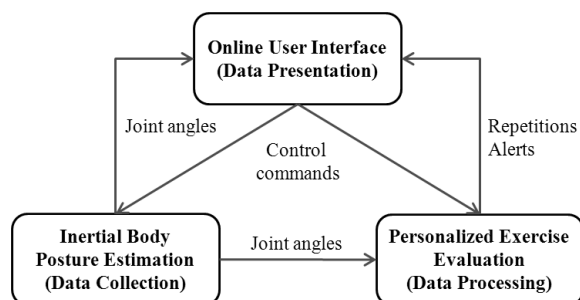 Online User Interface
(Data Presentation)
Joint angles
Control
commands
Repetitions
Alerts
Inertial Body
Posture Estimation
(Data Collection)
Joint angles
Personalized Exercise
Evaluation
(Data Processing)